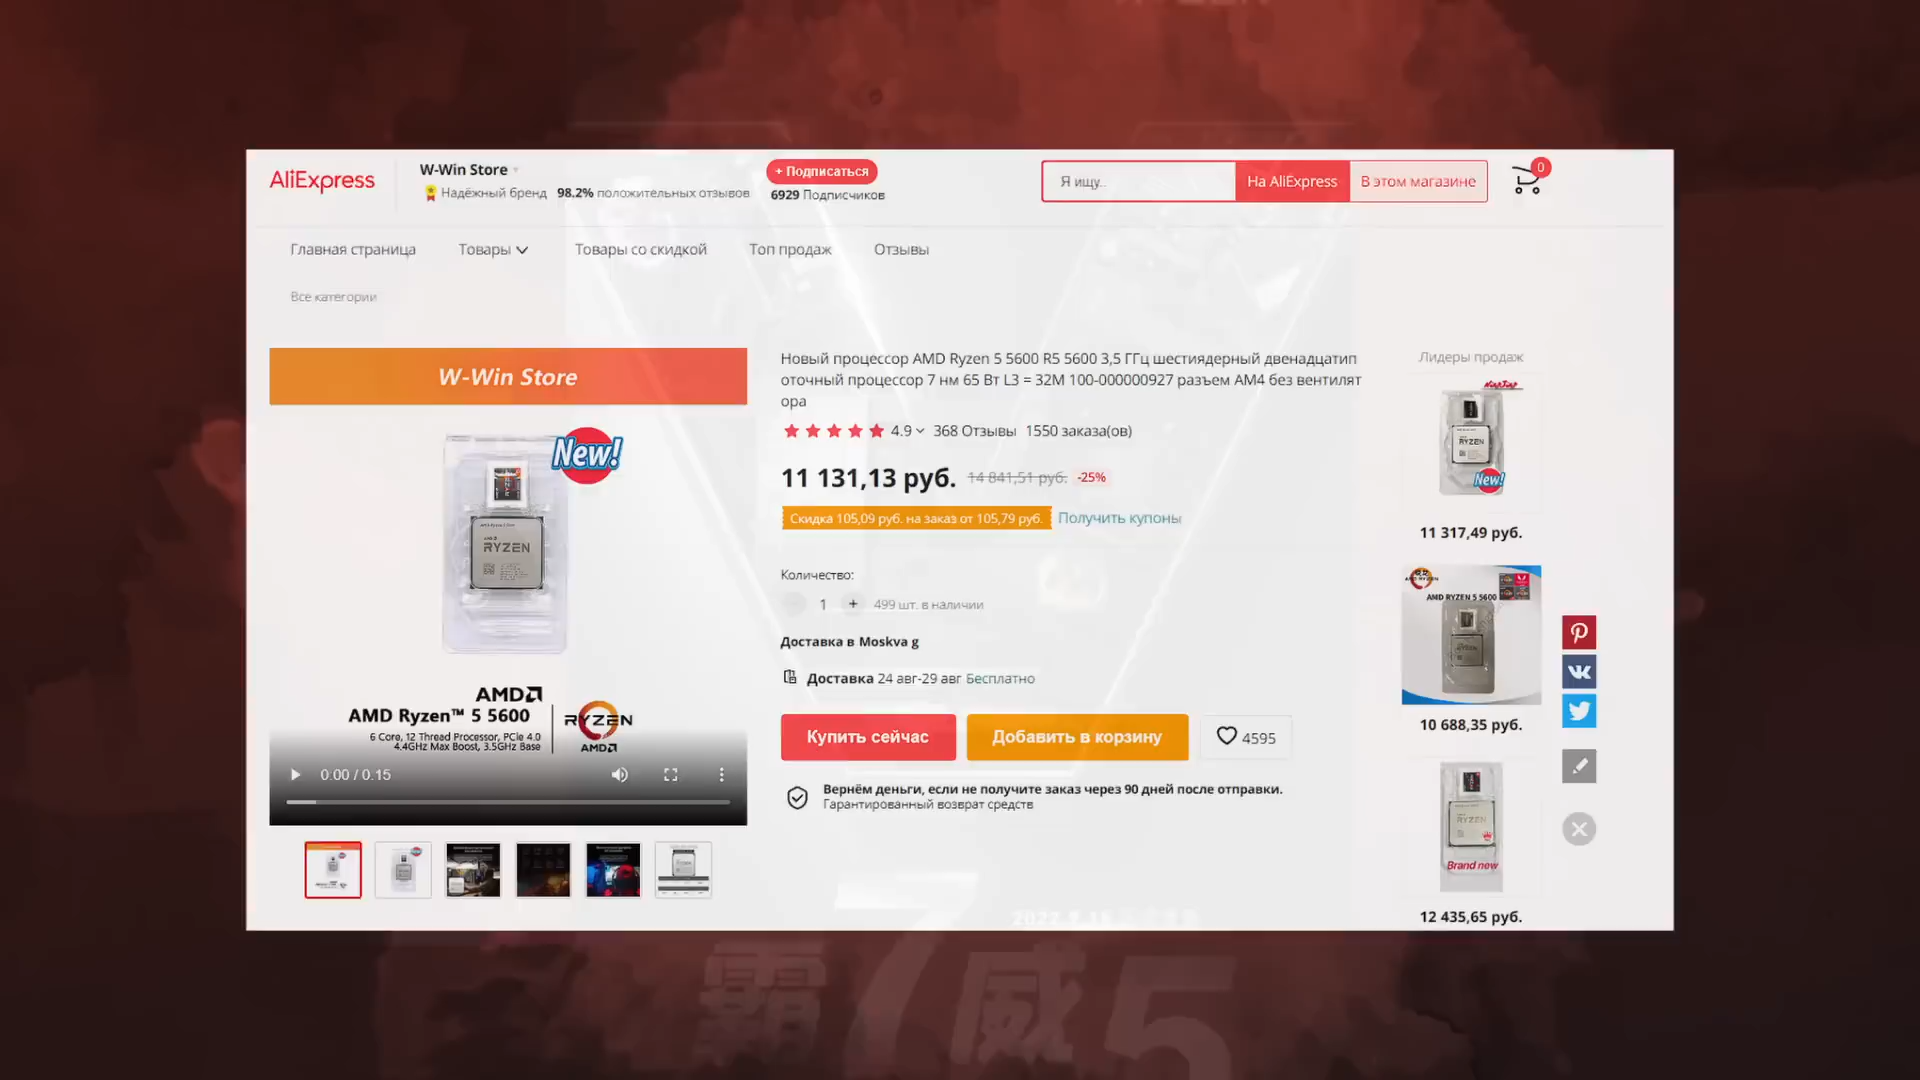 AliExpress
W-Win Store
Надёжный бренд 98.2% положительных отзывов
+ Подписаться
6929 Подписчиков
Я ищу..
На AliExpress
В этом магазине
0
Главная страница
Товары
Товары со скидкой
Топ продаж
Отзывы
Все категории
W-Win Store
New!
RYZEN
AMD
AMD Ryzen™ 5 5600
6 Core, 12 Thread Processor, PCIe 4.0
4.4GHz Max Boost, 3.5GHz Base
RYZEN
AMD
0:00 / 0:15
Новый процессор AMD Ryzen 5 5600 R5 5600 3,5 ГГц шестиядерный двенадцатип
оточный процессор 7 нм 65 Вт L3 = 32M 100-000000927 разъем AM4 без вентилят
ора
4.9 368 Отзывы 1550 заказа(ов)
11 131,13 руб. 14 841,51 руб. -25%
Скидка 105,09 руб. на заказ от 105,79 руб. Получить купоны
Количество:
1 + 499 шт. в наличии
Доставка в Moskva g
Доставка 24 авг-29 авг Бесплатно
Купить сейчас
Добавить в корзину
4595
Вернём деньги, если не получите заказ через 90 дней после отправки.
Гарантированный возврат средств
Лидеры продаж
RYZEN
New!
11 317,49 руб.
AMD RYZEN 5 5600
10 688,35 руб.
RYZEN
Brand new
12 435,65 руб.
霸7 威5